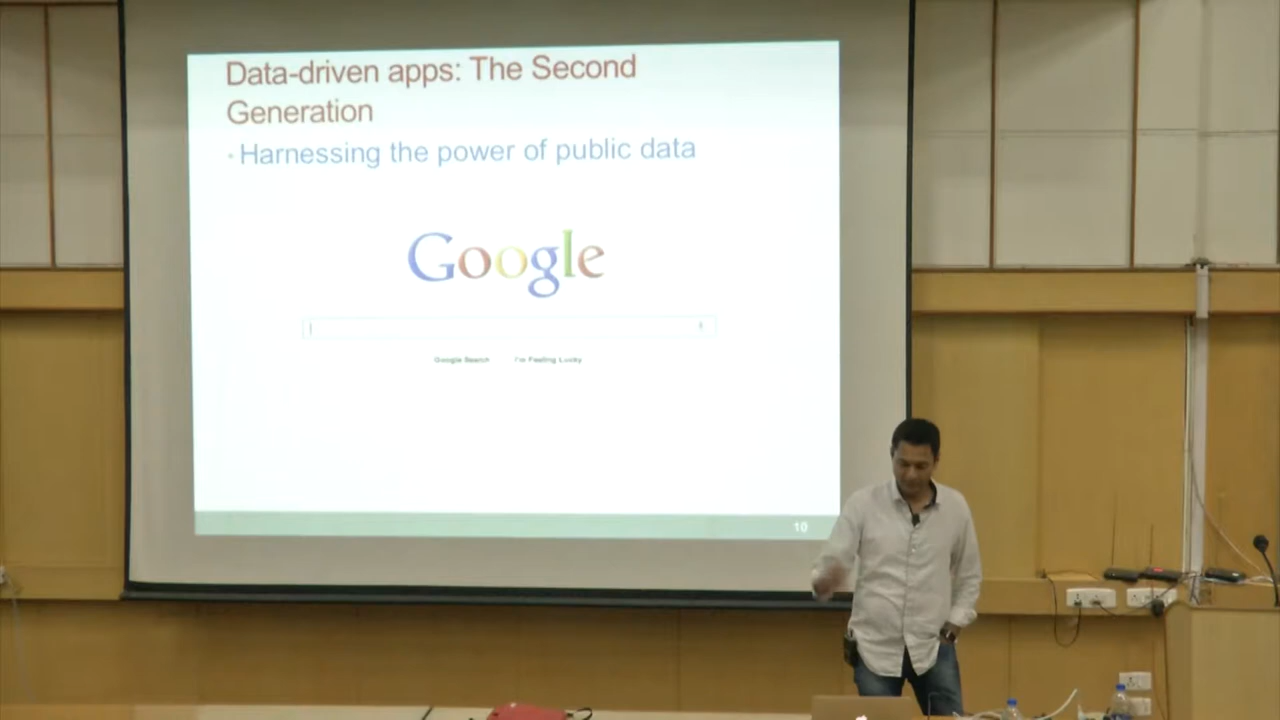 Data-driven apps: The Second
Generation
· Harnessing the power of public data
Google
Google Search I'm Feeling Lucky
10